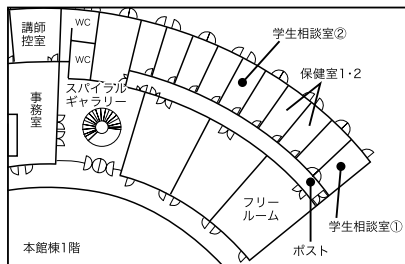 講師
控室
WC
WC
学生相談室②
保健室1・2
スパイラル
ギャラリー
事務室
フリー
ルーム
学生相談室①
ポスト
本館棟1階